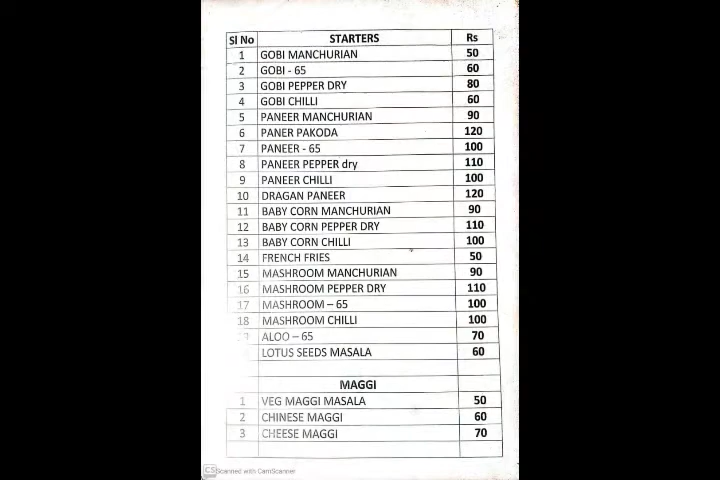 Sl No STARTERS Rs
1 GOBI MANCHURIAN 50
2 GOBI - 65 60
3 GOBI PEPPER DRY 80
4 GOBI CHILLI 60
5 PANEER MANCHURIAN 90
6 PANER PAKODA 120
7 PANEER - 65 100
8 PANEER PEPPER dry 110
9 PANEER CHILLI 100
10 DRAGAN PANEER 120
11 BABY CORN MANCHURIAN 90
12 BABY CORN PEPPER DRY 110
13 BABY CORN CHILLI 100
14 FRENCH FRIES 50
15 MASHROOM MANCHURIAN 90
16 MASHROOM PEPPER DRY 110
17 MASHROOM – 65 100
18 MASHROOM CHILLI 100
ALOO – 65 70
LOTUS SEEDS MASALA 60
MAGGI
1 VEG MAGGI MASALA 50
2 CHINESE MAGGI 60
3 CHEESE MAGGI 70
CS Scanned with CamScanner